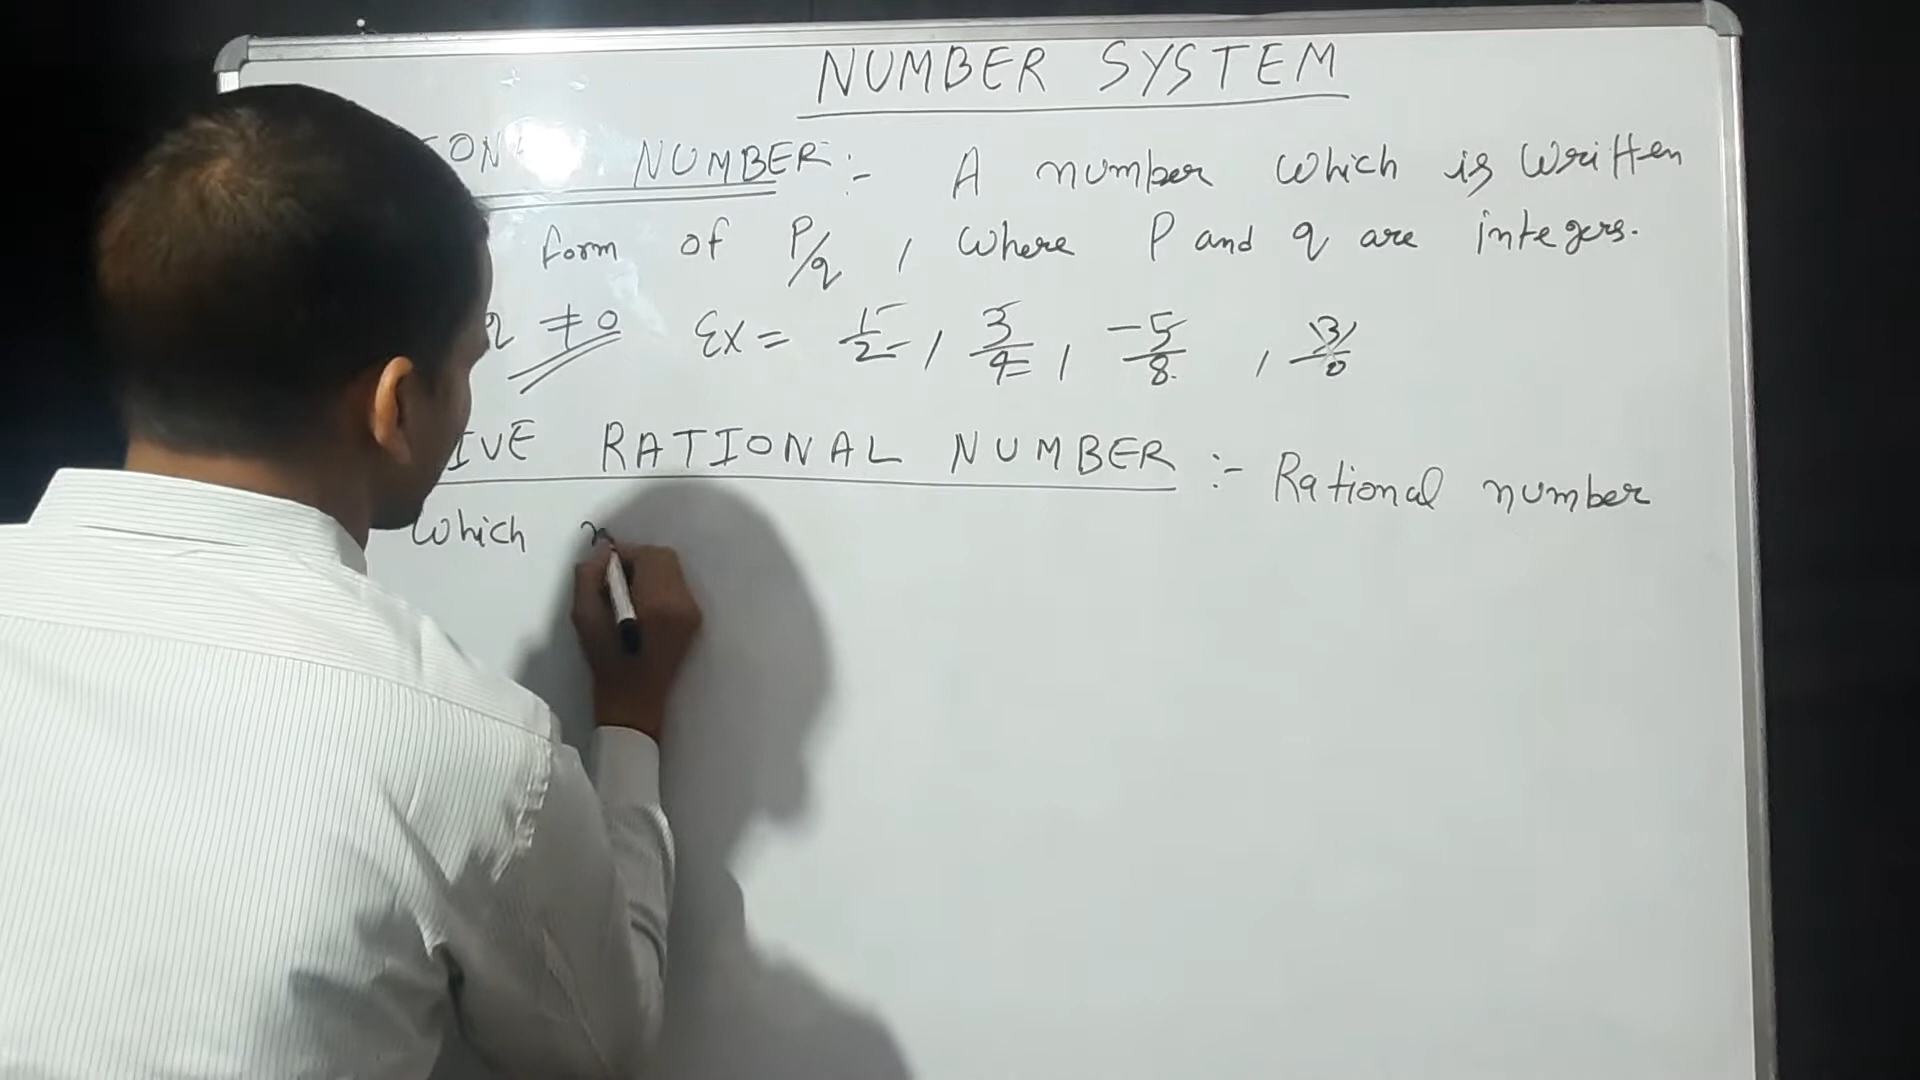 NUMBER SYSTEM
NUMBER :- A number which is written
form of P/q , where P and q are integers.
q ≠ 0 Ex = 1/2 , 3/4 , -5/8 , 3/0
IVE RATIONAL NUMBER :- Rational number
which